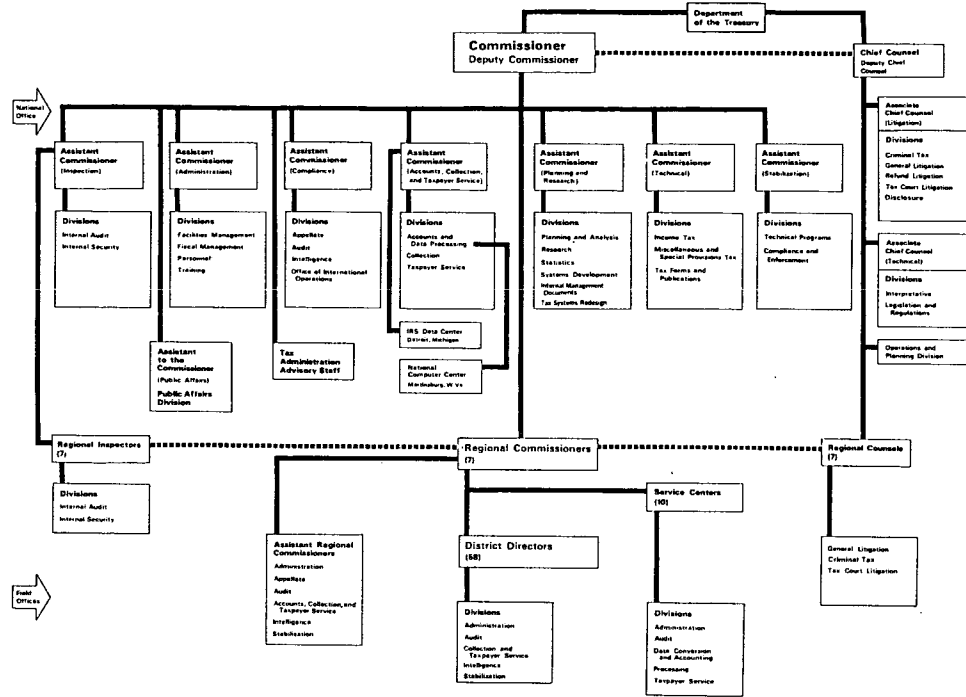 Department
of the Treasury
Commissioner
Deputy Commissioner
Chief Counsel
Deputy Chief
Counsel
National
Office
Assistant
Commissioner
(Inspection)
Divisions
Internal Audit
Internal Security
Assistant
Commissioner
(Administration)
Divisions
Facilities Management
Fiscal Management
Personnel
Training
Assistant
Commissioner
(Compliance)
Divisions
Appellate
Audit
Intelligence
Office of International
Operations
Assistant
Commissioner
(Accounts, Collection,
and Taxpayer Service)
Divisions
Accounts and
Data Processing
Collection
Taxpayer Service
Assistant
Commissioner
(Planning and
Research)
Divisions
Planning and Analysis
Research
Statistics
Systems Development
Internal Management
Documents
Tax Systems Redesign
Assistant
Commissioner
(Technical)
Divisions
Income Tax
Miscellaneous and
Special Provisions Tax
Tax Forms and
Publications
Assistant
Commissioner
(Stabilization)
Divisions
Technical Programs
Compliance and
Enforcement
Associate
Chief Counsel
(Litigation)
Divisions
Criminal Tax
General Litigation
Refund Litigation
Tax Court Litigation
Disclosure
Associate
Chief Counsel
(Technical)
Divisions
Interpretative
Legislation and
Regulations
Operations and
Planning Division
Assistant
to the
Commissioner
(Public Affairs)
Public Affairs
Division
Tax
Administration
Advisory Staff
IRS Data Center
Detroit, Michigan
National
Computer Center
Martinsburg, W. Va.
Regional Inspectors
(7)
Divisions
Internal Audit
Internal Security
Regional Commissioners
(7)
Regional Counsels
(7)
General Litigation
Criminal Tax
Tax Court Litigation
Service Centers
(10)
Field
Offices
Assistant Regional
Commissioners
Administration
Appellate
Audit
Accounts, Collection, and
Taxpayer Service
Intelligence
Stabilization
District Directors
(58)
Divisions
Administration
Audit
Collection and
Taxpayer Service
Intelligence
Stabilization
Divisions
Administration
Audit
Data Conversion
and Accounting
Processing
Taxpayer Service